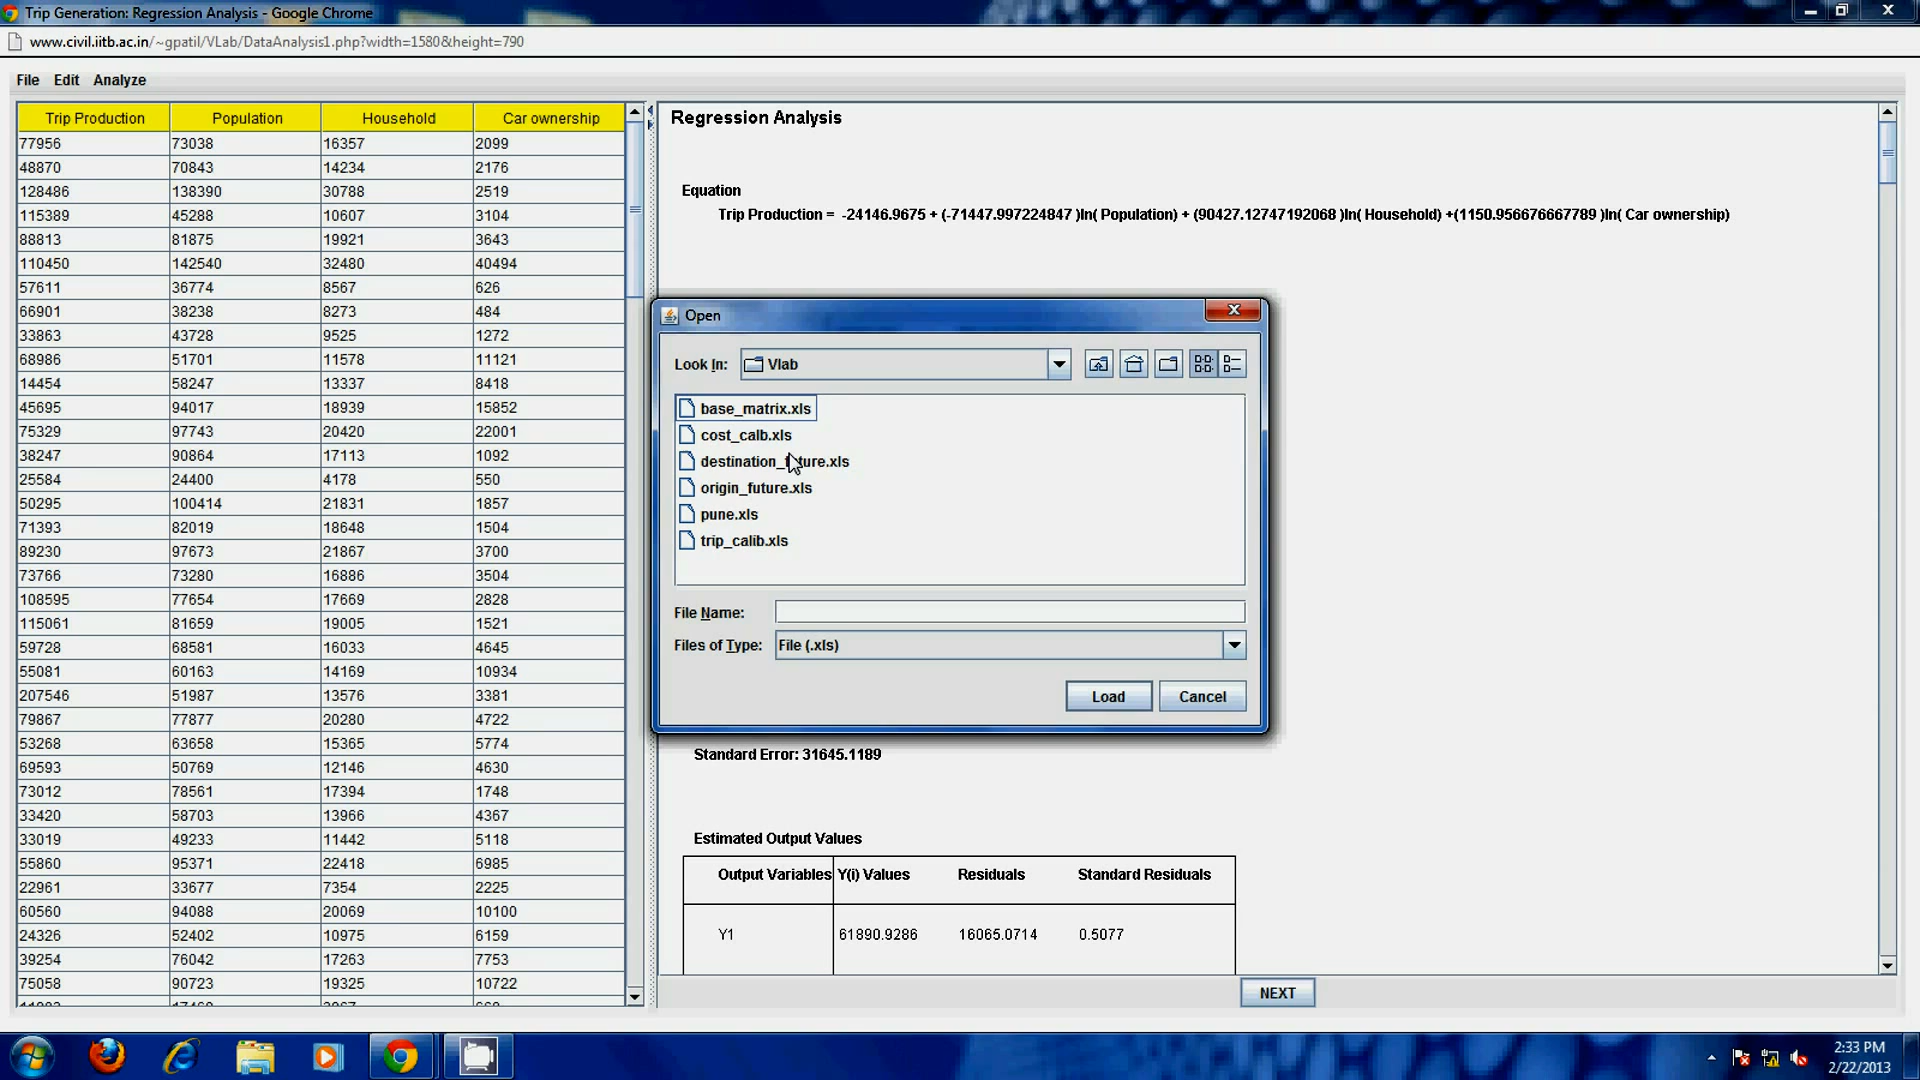 Trip Generation: Regression Analysis - Google Chrome
www.civil.iitb.ac.in/~gpatil/VLab/DataAnalysis1.php?width=1580&height=790
File Edit Analyze
Trip Production Population Household Car ownership
77956 73038 16357 2099
48870 70843 14234 2176
128486 138390 30788 2519
115389 45288 10607 3104
88813 81875 19921 3643
110450 142540 32480 40494
57611 36774 8567 626
66901 38238 8273 484
33863 43728 9525 1272
68986 51701 11578 11121
14454 58247 13337 8418
45695 94017 18939 15852
75329 97743 20420 22001
38247 90864 17113 1092
25584 24400 4178 550
50295 100414 21831 1857
71393 82019 18648 1504
89230 97673 21867 3700
73766 73280 16886 3504
108595 77654 17669 2828
115061 81659 19005 1521
59728 68581 16033 4645
55081 60163 14169 10934
207546 51987 13576 3381
79867 77877 20280 4722
53268 63658 15365 5774
69593 50769 12146 4630
73012 78561 17394 1748
33420 58703 13966 4367
33019 49233 11442 5118
55860 95371 22418 6985
22961 33677 7354 2225
60560 94088 20069 10100
24326 52402 10975 6159
39254 76042 17263 7753
75058 90723 19325 10722
Regression Analysis
Equation
Trip Production = -24146.9675 + (-71447.997224847 )ln( Population) + (90427.12747192068 )ln( Household) +(1150.956676667789 )ln( Car ownership)
Open
Look In: Vlab
base_matrix.xls
cost_calb.xls
destination_future.xls
origin_future.xls
pune.xls
trip_calib.xls
File Name:
Files of Type: File (.xls)
Load Cancel
Standard Error: 31645.1189
Estimated Output Values
Output Variables Y(i) Values Residuals Standard Residuals
Y1 61890.9286 16065.0714 0.5077
NEXT
2:33 PM
2/22/2013